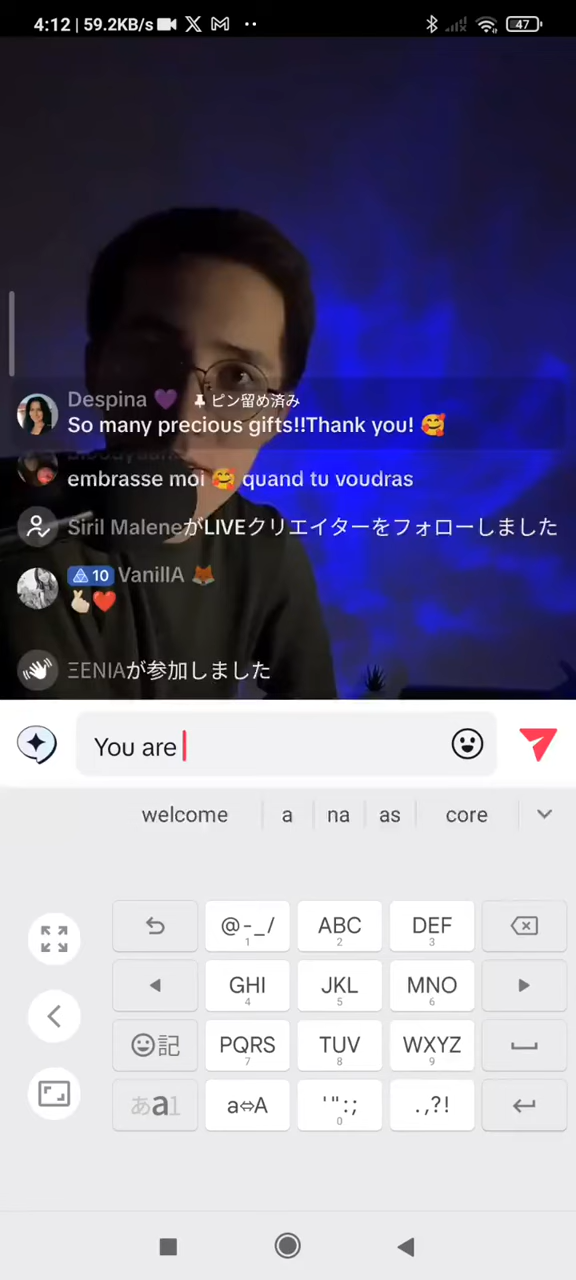 4:12 | 59.2KB/s
47
Despina 💜 ピン留め済み
So many precious gifts!!Thank you! 🥰
embrasse moi 🥰 quand tu voudras
Siril MaleneがLIVEクリエイターをフォローしました
10 VanillA 🦊
🫰🏻❤️
ΞENIAが参加しました
You are
welcome a na as core
@-_/ ABC DEF
1 2 3
GHI JKL MNO
4 5 6
記 PQRS TUV WXYZ
7 8 9
あa1 a⇔A '":; .,?!
0